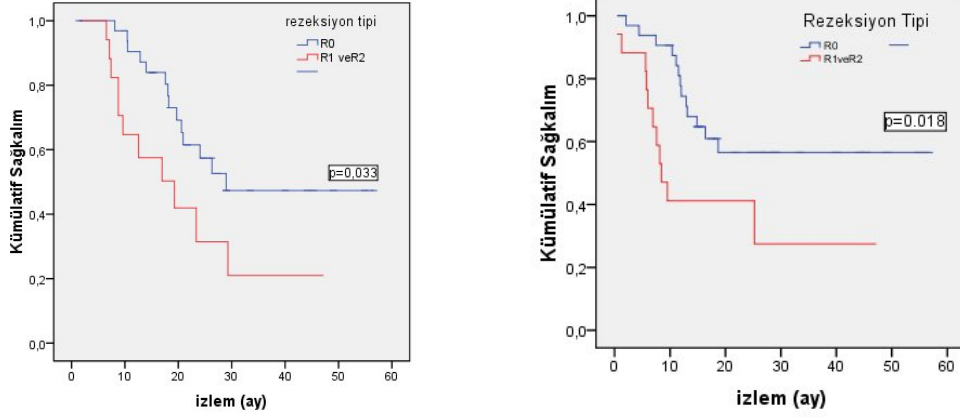 rezeksiyon tipi
R0
R1 veR2
p=0,033
Kümülatif Sağkalım
1,0
0,8
0,6
0,4
0,2
0,0
0 10 20 30 40 50 60
izlem (ay)
Rezeksiyon Tipi
R0
R1veR2
p=0.018
Kümülatif Sağkalım
1,0
0,8
0,6
0,4
0,2
0,0
0 10 20 30 40 50 60
izlem (ay)